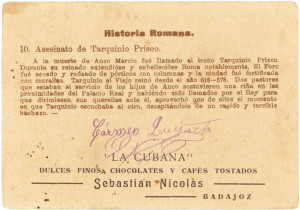 Historia Romana.
10. Asesinato de Tarquinio Prisco.
A la muerte de Anco Marcio fué llamado al trono Tarquinio Prisco.
Durante su reinado extendióse y embellecióse Roma notablemente. El Foro
fué secado y rodeado de pórticos con columnas y la ciudad fué fortificada
con murallas. Tarquino el Viejo reinó desde el año 616-578. Dos pastores
que estaban al servicio de los hijos de Anco sostuvieron una riña en las
proximidades del Palacio Real y habiendo sido llamados por el Rey para
que dirimiesen sus querellas ante él, aprovechó uno de ellos el momento en
que Tarquinio escuchaba al otro, decapitándole de un rapido y terrible
hachazo.
"LA CUBANA"
DULCES FINOS, CHOCOLATES Y CAFÉS TOSTADOS
Sebastián Nicolás
BADAJOZ